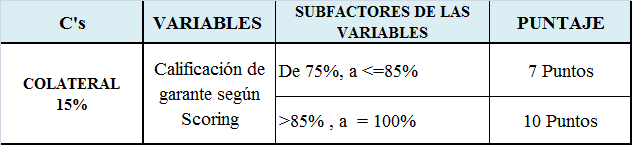 C's
VARIABLES
SUBFACTORES DE LAS
VARIABLES
PUNTAJE
COLATERAL
15%
Calificación de
garante según
Scoring
De 75%, a <=85%
7 Puntos
>85% , a  = 100%
10 Puntos